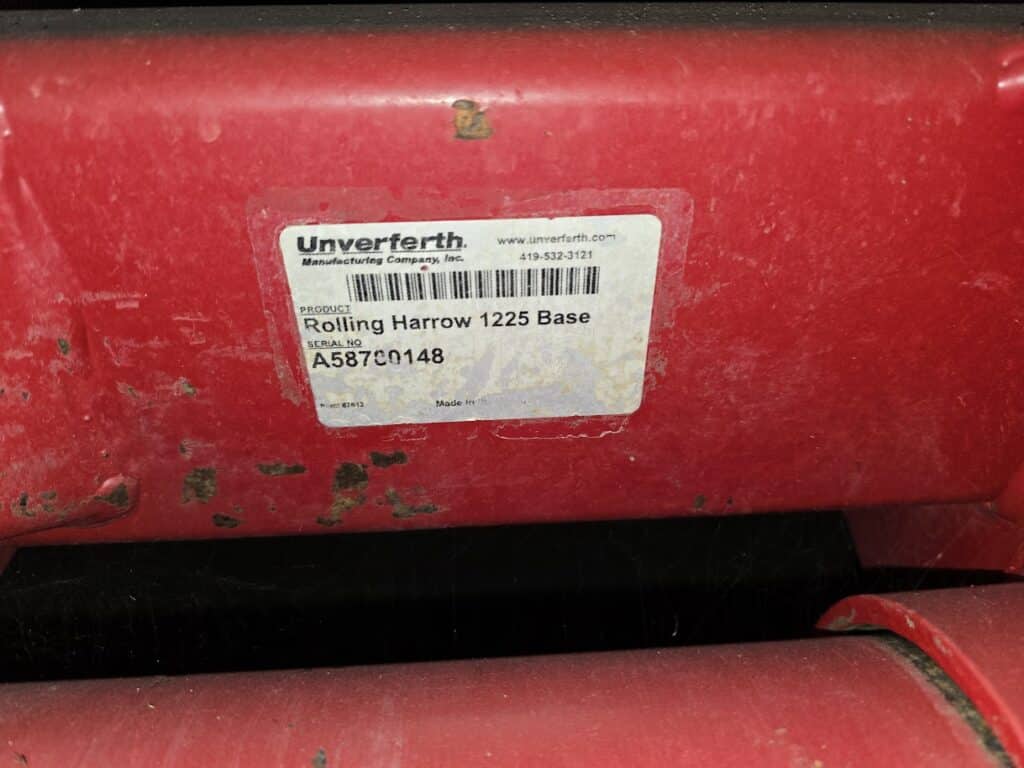 Unverferth.
Manufacturing Company, Inc.
www.unverferth.com
419-532-3121
PRODUCT
Rolling Harrow 1225 Base
SERIAL NO
Made in